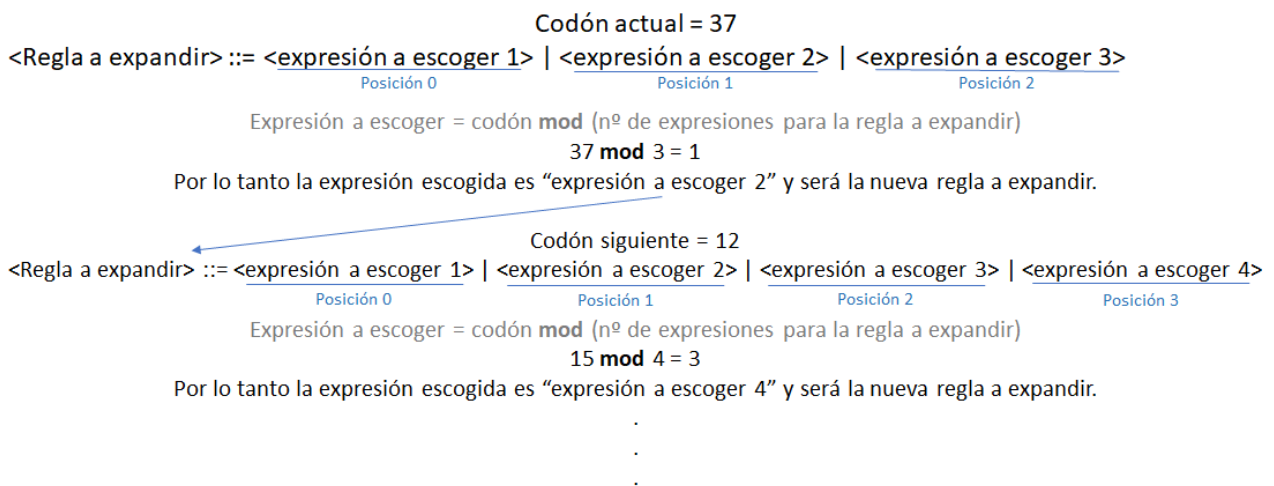 Codón actual = 37
<Regla a expandir> ::= <expresión a escoger 1> | <expresión a escoger 2> | <expresión a escoger 3>
Posición 0 Posición 1 Posición 2
Expresión a escoger = codón mod (nº de expresiones para la regla a expandir)
37 mod 3 = 1
Por lo tanto la expresión escogida es “expresión a escoger 2” y será la nueva regla a expandir.
Codón siguiente = 12
<Regla a expandir> ::= <expresión a escoger 1> | <expresión a escoger 2> | <expresión a escoger 3> | <expresión a escoger 4>
Posición 0 Posición 1 Posición 2 Posición 3
Expresión a escoger = codón mod (nº de expresiones para la regla a expandir)
15 mod 4 = 3
Por lo tanto la expresión escogida es “expresión a escoger 4” y será la nueva regla a expandir.
.
.
.